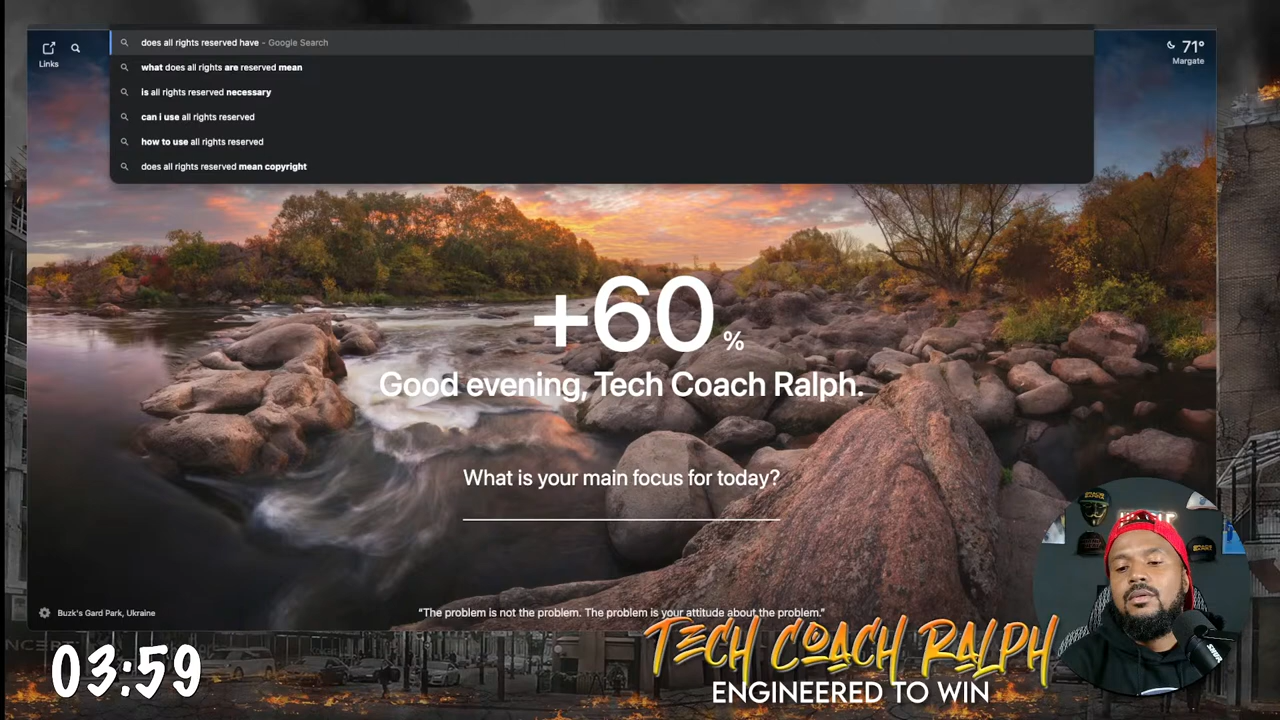 Links
does all rights reserved have - Google Search
what does all rights are reserved mean
is all rights reserved necessary
can i use all rights reserved
how to use all rights reserved
does all rights reserved mean copyright
71°
Margate
+60 %
Good evening, Tech Coach Ralph.
What is your main focus for today?
Buzk's Gard Park, Ukraine
“The problem is not the problem. The problem is your attitude about the problem.”
03:59
TECH COACH RALPH
ENGINEERED TO WIN